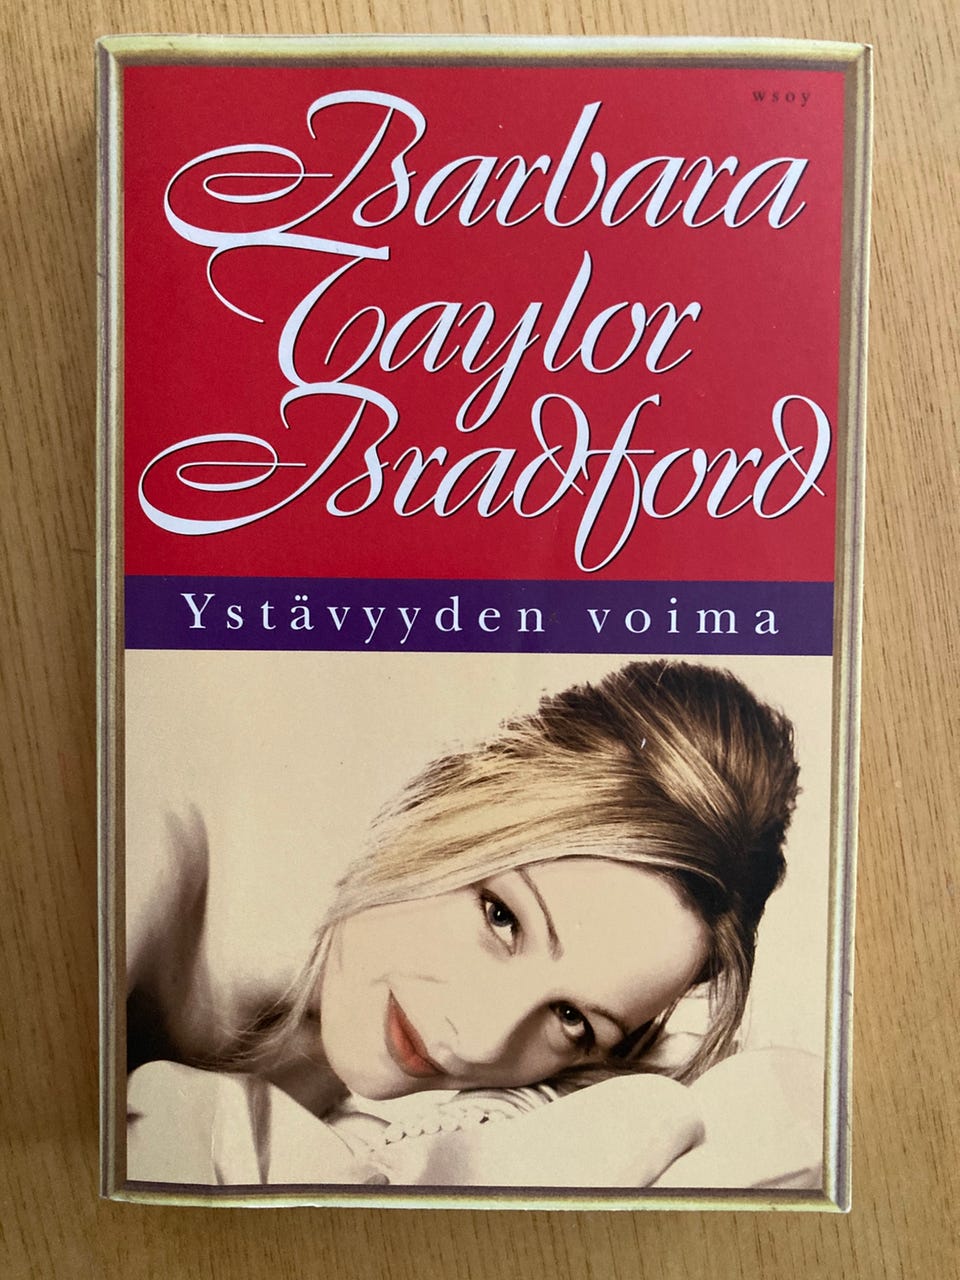 wsoy
Barbara
Taylor
Bradford
Ystävyyden voima